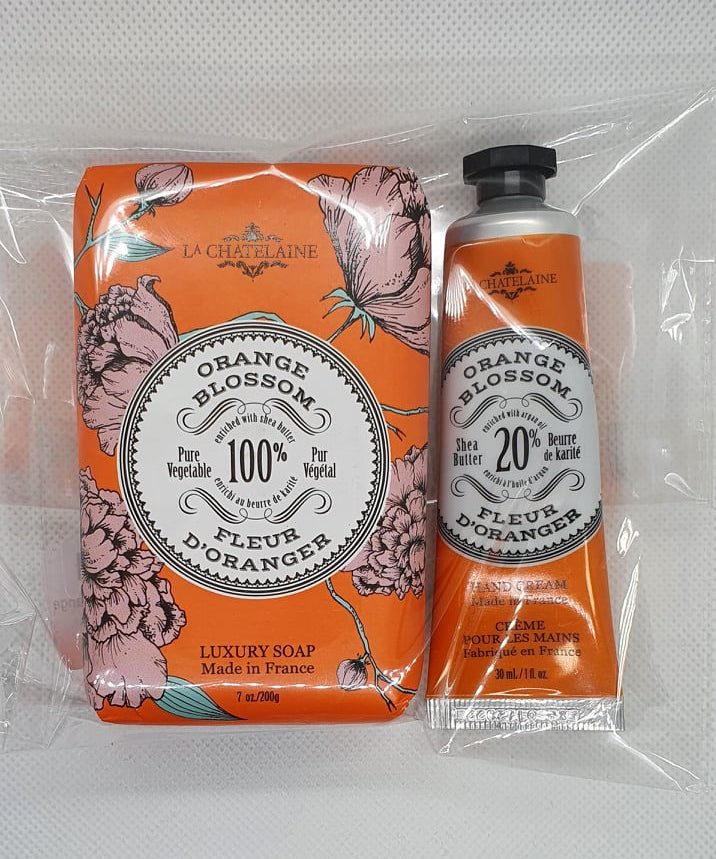 LA CHATELAINE
ORANGE
BLOSSOM
enriched with shea butter
Pure
Vegetable
100%
Pur
Végétal
enrichi au beurre de karité
FLEUR
D'ORANGER
LUXURY SOAP
Made in France
7 oz./200g
CHATELAINE
ORANGE
BLOSSOM
enriched with argan oil
Shea
Butter
20%
Beurre
de karité
enrichi à l'huile d'argan
FLEUR
D'ORANGER
HAND CREAM
Made in France
CRÈME
POUR LES MAINS
Fabriqué en France
30 mL / 1 fl. oz.